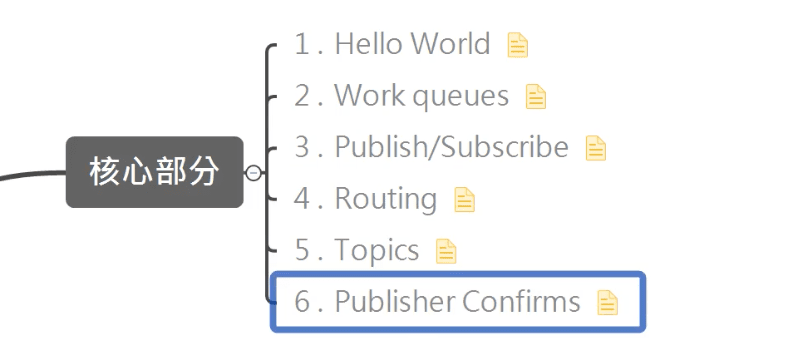 核心部分
1. Hello World
2. Work queues
3. Publish/Subscribe
4. Routing
5. Topics
6. Publisher Confirms